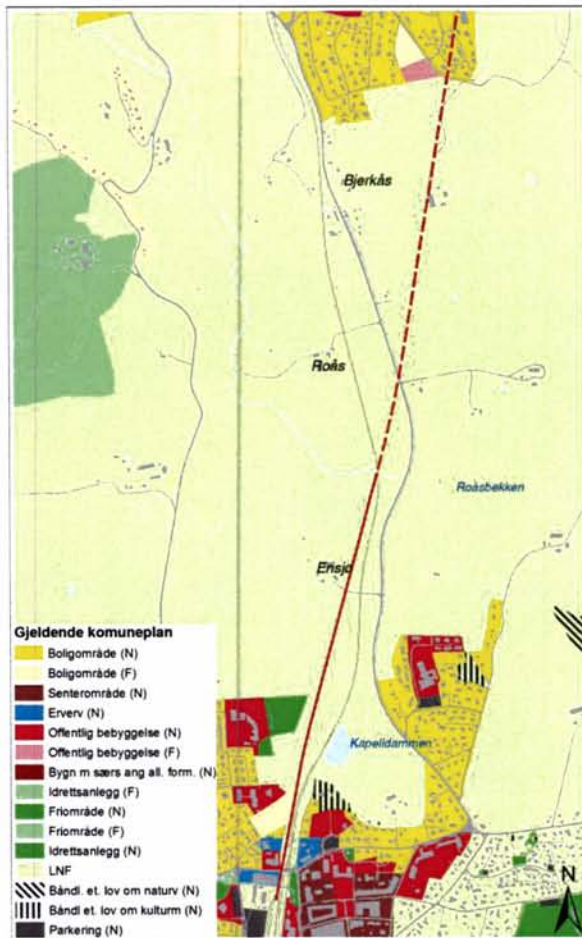 Bjerkås
Roås
Roåsbekken
Ensjø
Gjeldende komuneplan
Boligområde (N)
Boligområde (F)
Senterområde (N)
Erverv (N)
Offentlig bebyggelse (N)
Offentlig bebyggelse (F)
Bygn m særs ang all. form. (N)
Idrettsanlegg (F)
Friområde (N)
Friområde (F)
Idrettsanlegg (N)
LNF
Båndl. et. lov om naturv (N)
Båndl et. lov om kulturm (N)
Parkering (N)
Kapelldammen
N